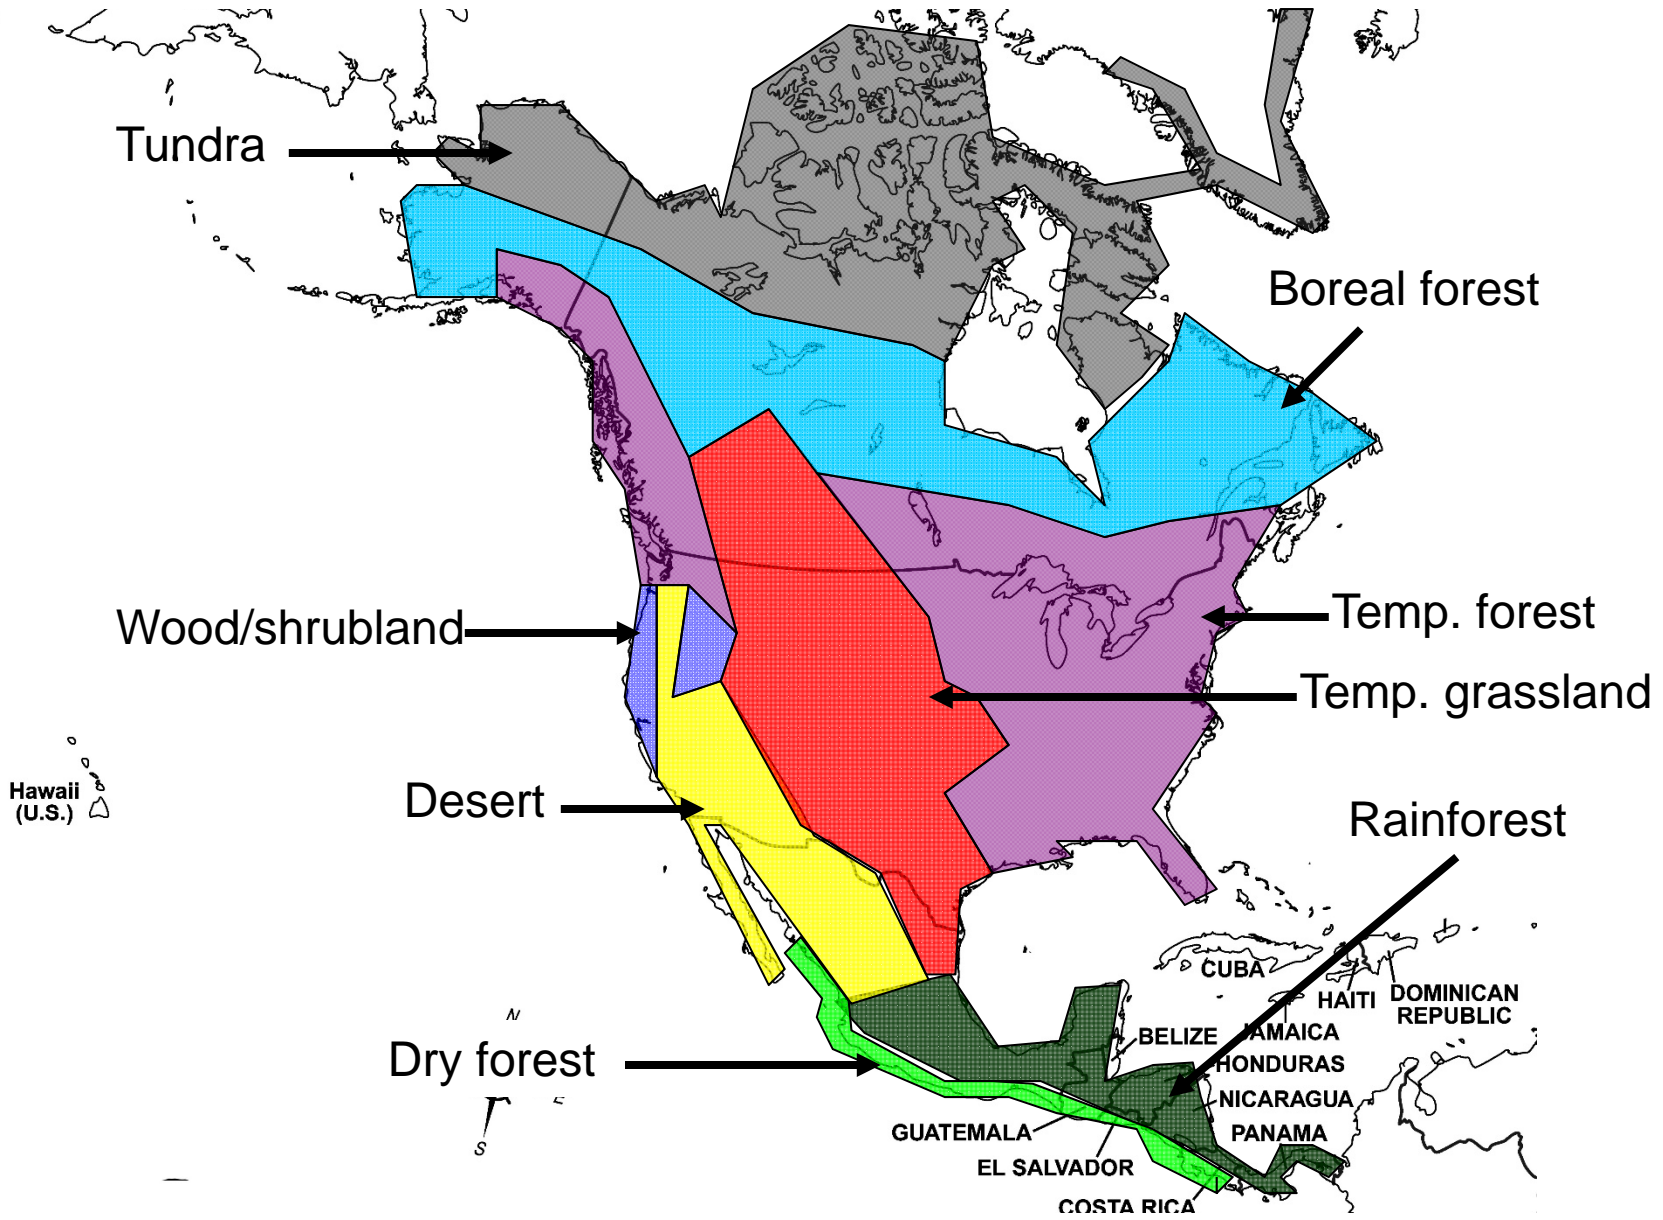 Tundra
Boreal forest
Wood/shrubland
Temp. forest
Temp. grassland
Hawaii
(U.S.)
Desert
Rainforest
CUBA
HAITI
DOMINICAN
REPUBLIC
JAMAICA
N
BELIZE
Dry forest
HONDURAS
E
NICARAGUA
GUATEMALA
PANAMA
S
EL SALVADOR
COSTA RICA